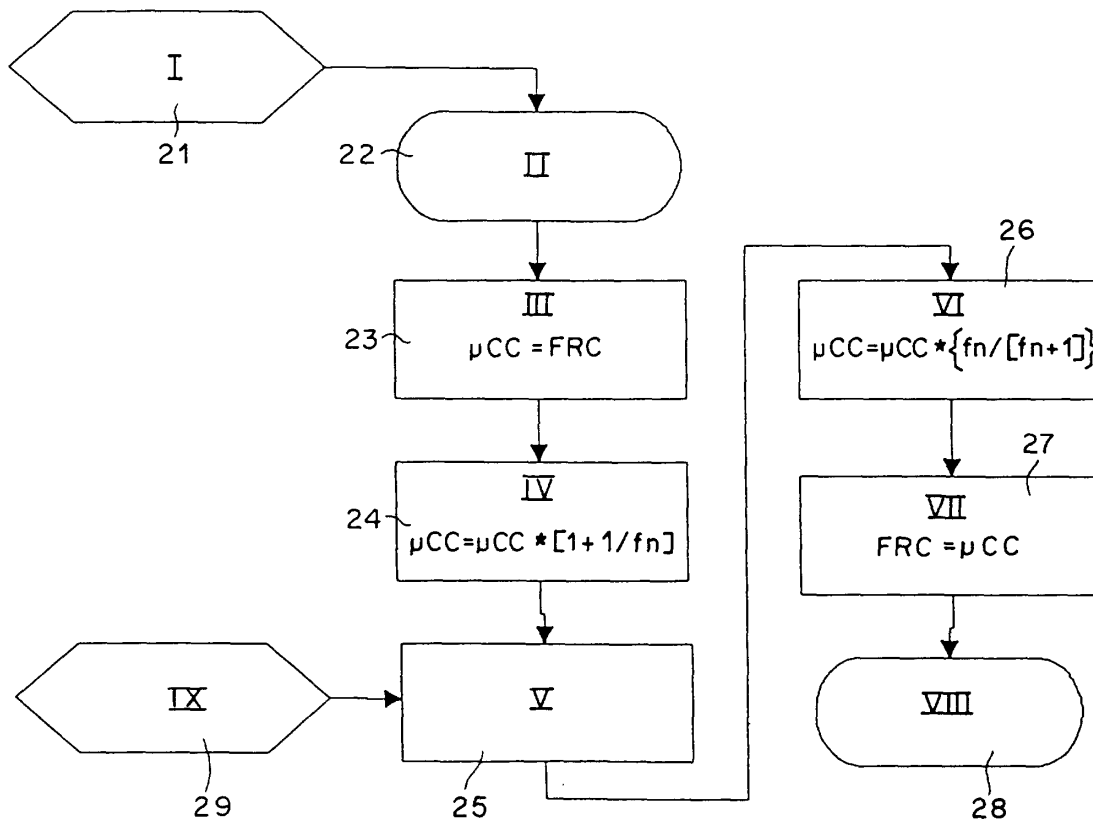 I
21
22
II
III
23
µCC = FRC
IV
24
µCC=µCC*[1+1/fn]
IX
29
V
25
26
VI
µCC=µCC*{fn/[fn+1]}
27
VII
FRC =µCC
VIII
28